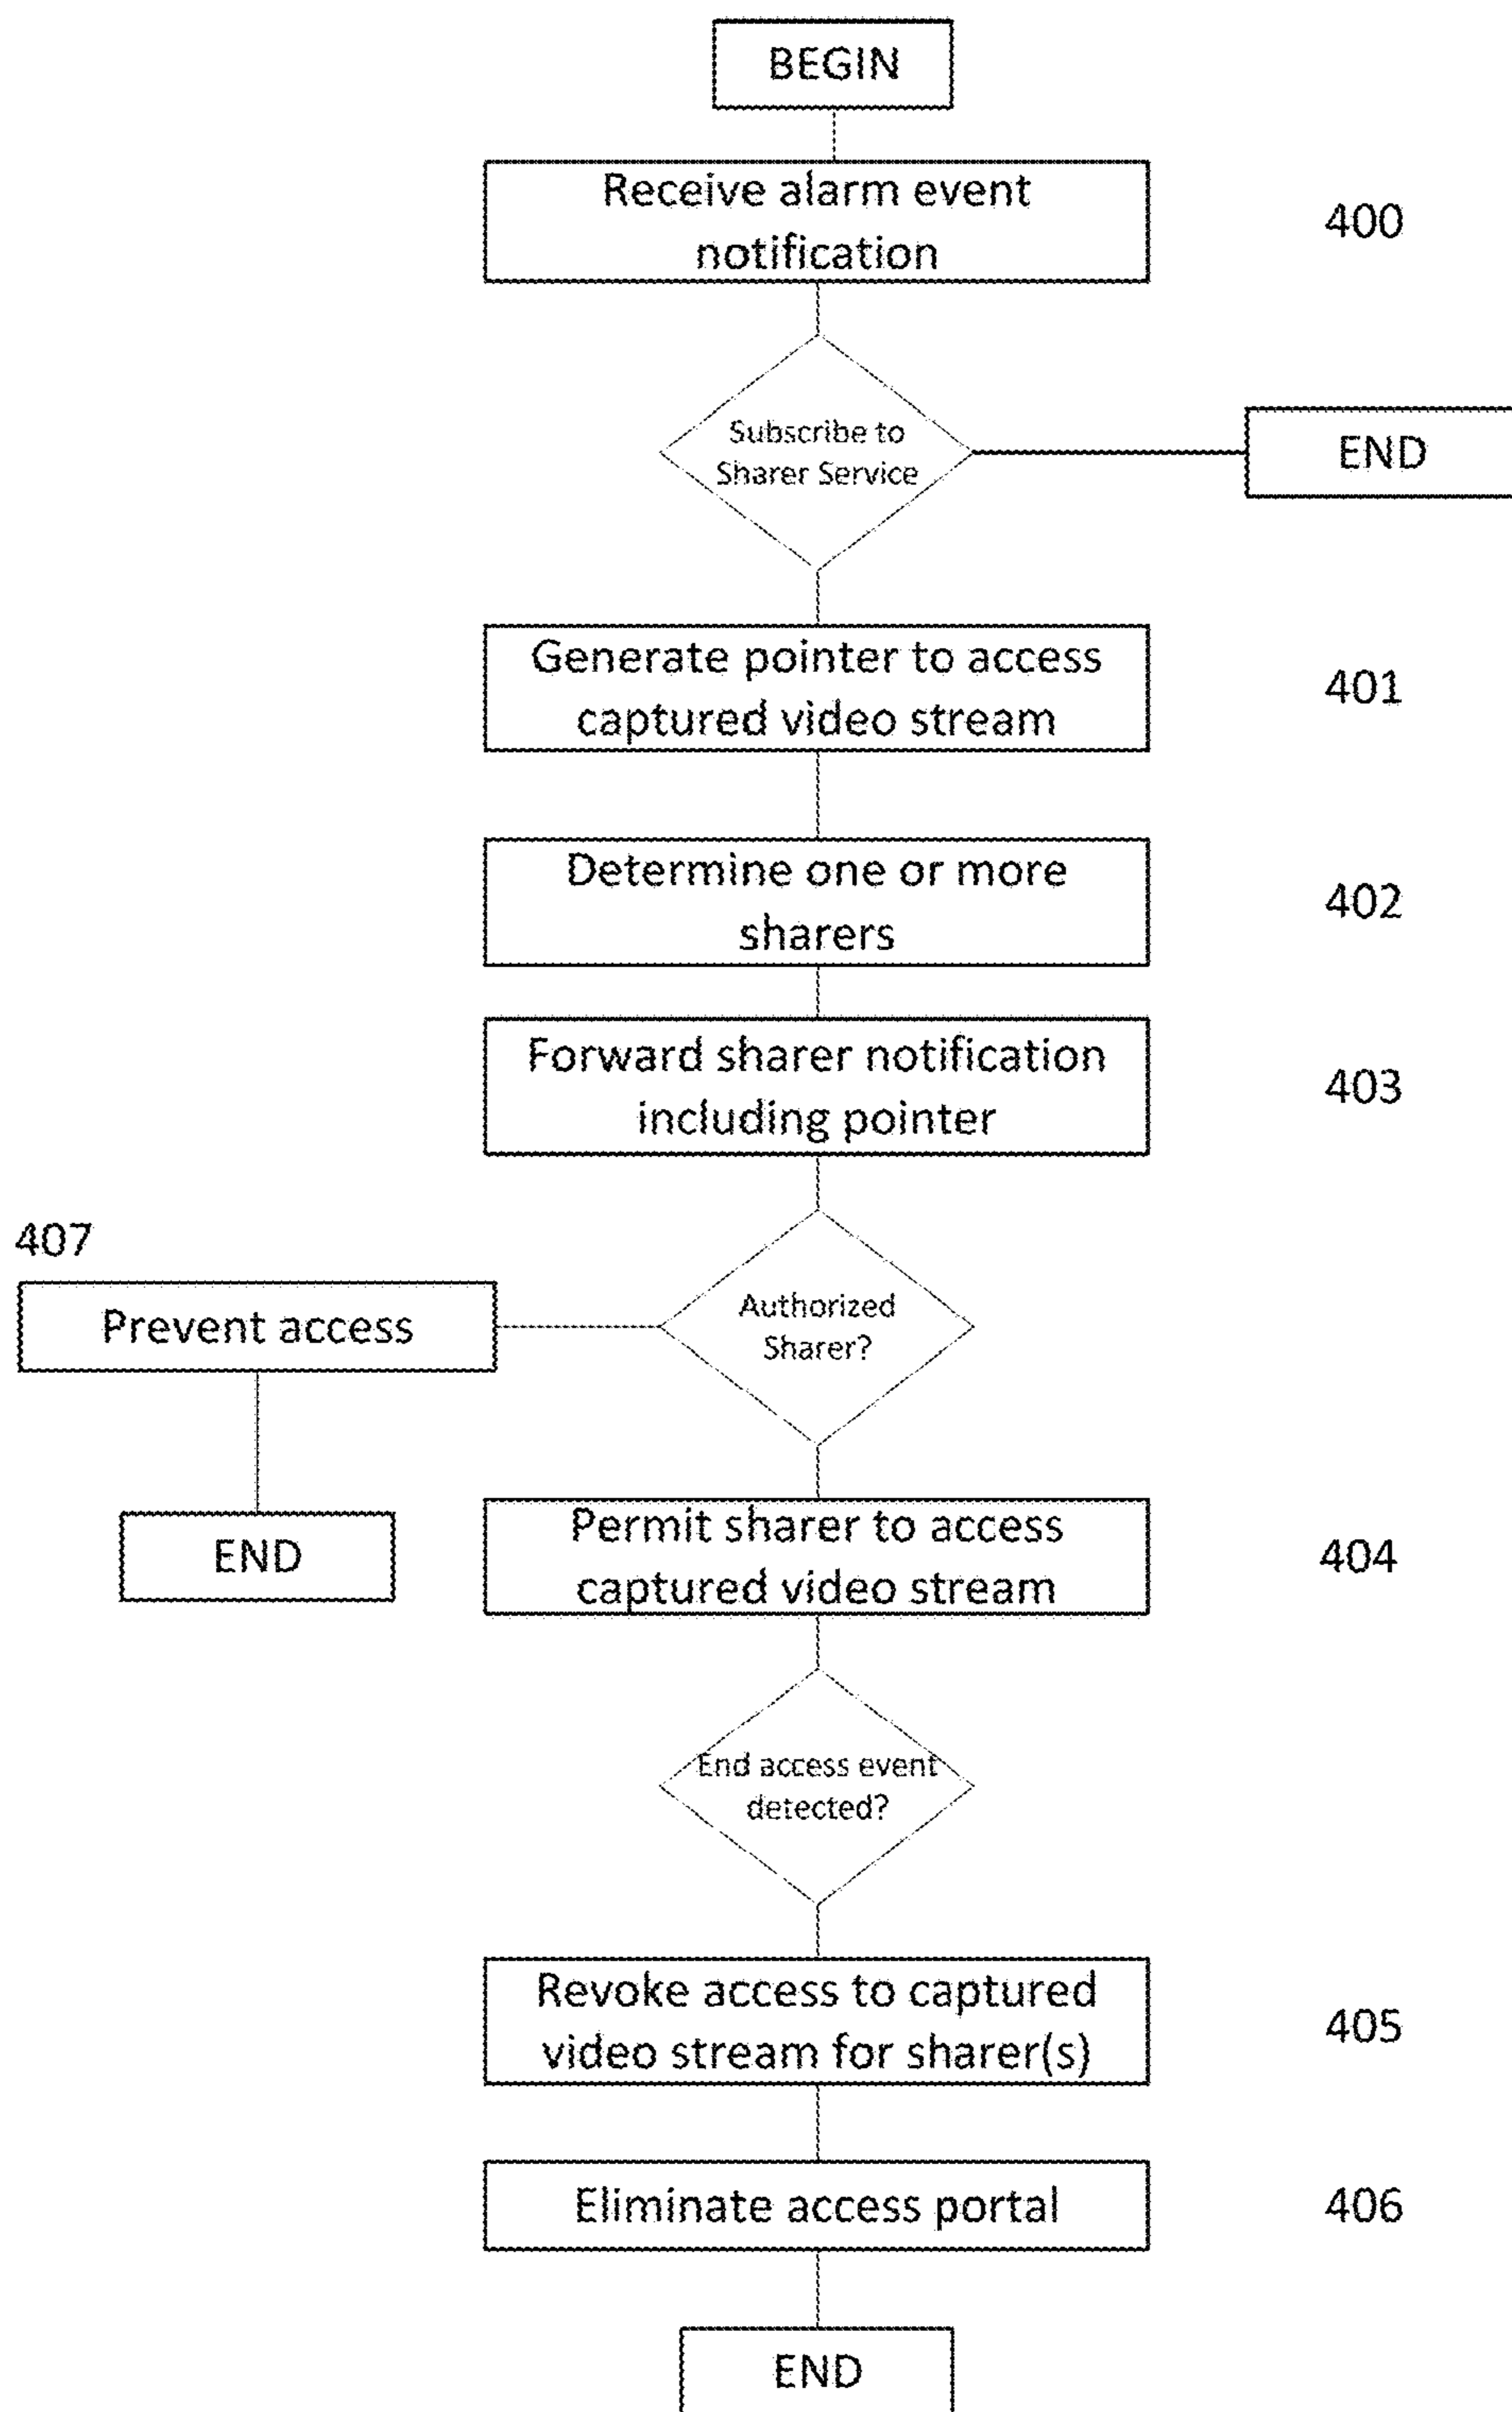 BEGIN
Receive alarm event
notification
400
Subscribe to
Sharer Service
END
Generate pointer to access
captured video stream
401
Determine one or more
sharers
402
Forward sharer notification
including pointer
403
407
Prevent access
Authorized
Sharer?
END
Permit sharer to access
captured video stream
404
End access event
detected?
Revoke access to captured
video stream for sharer(s)
405
Eliminate access portal
406
END